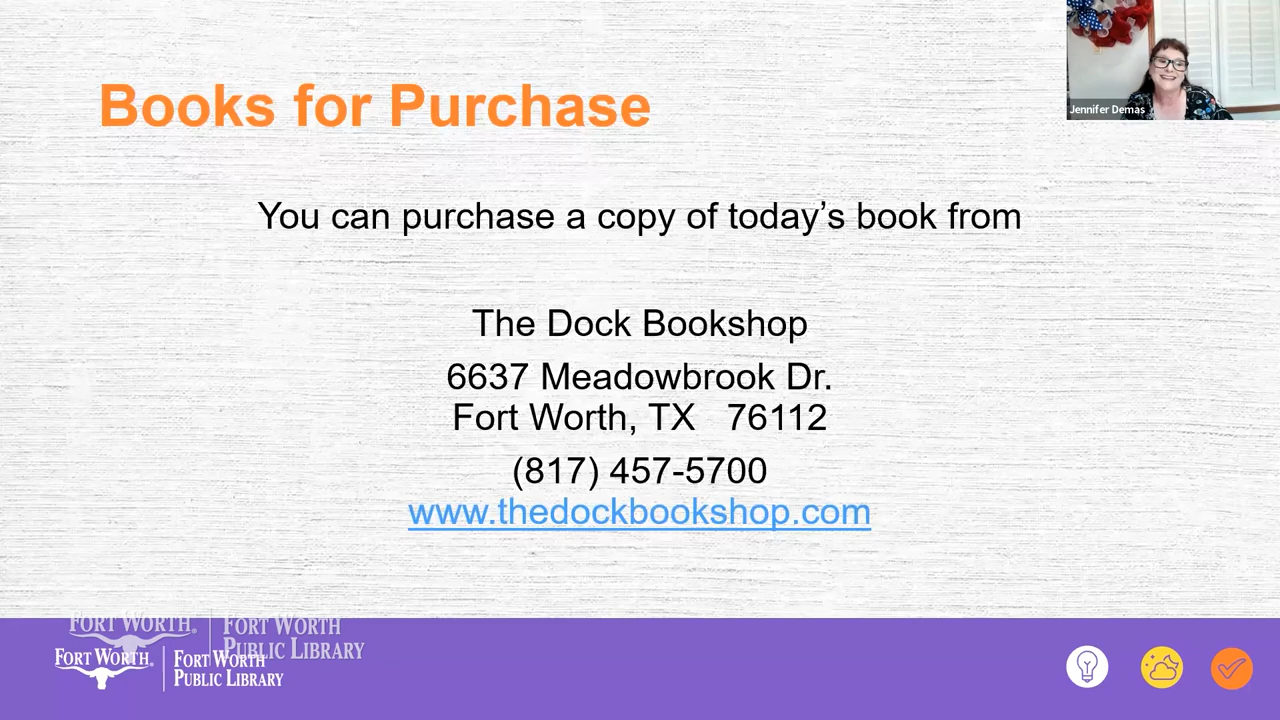 Jennifer Demas
Books for Purchase
You can purchase a copy of today’s book from
The Dock Bookshop
6637 Meadowbrook Dr.
Fort Worth, TX 76112
(817) 457-5700
www.thedockbookshop.com
FORT WORTH® FORT WORTH
PUBLIC LIBRARY
FORT WORTH® FORT WORTH
PUBLIC LIBRARY